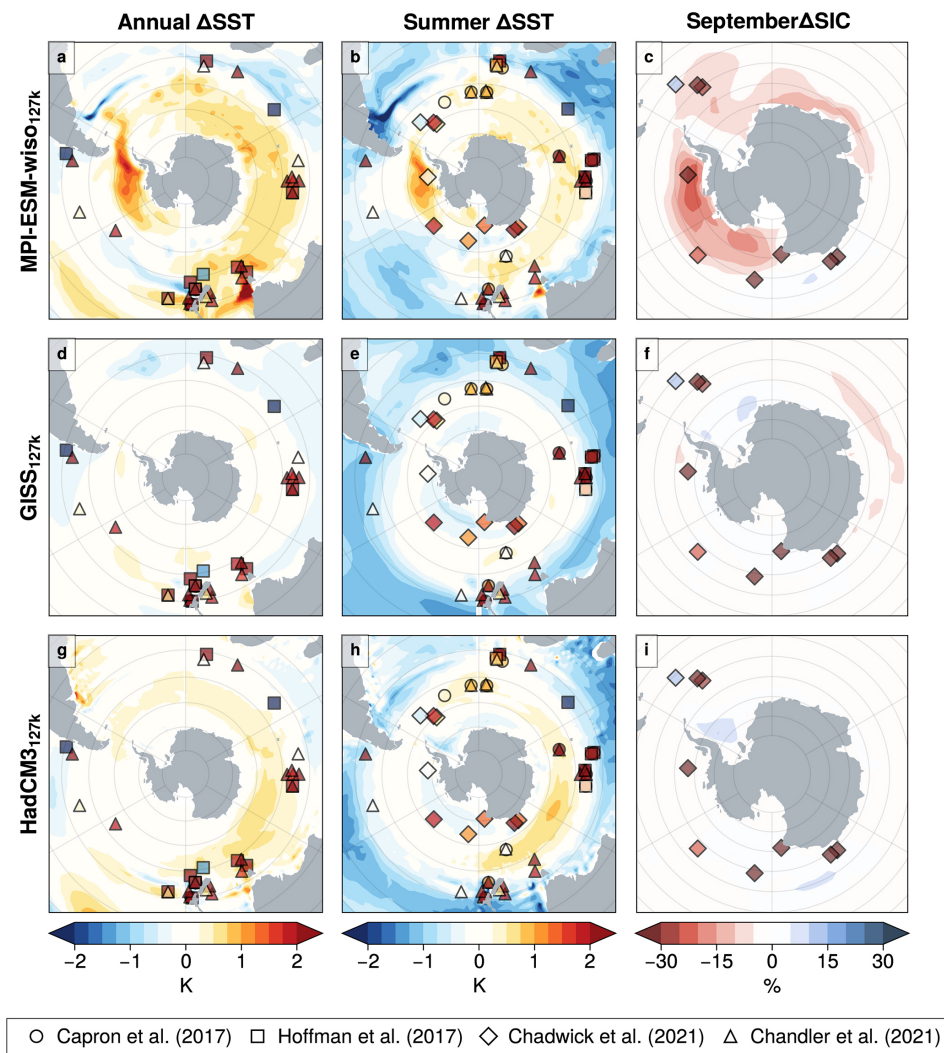 Annual ΔSST
Summer ΔSST
SeptemberΔSIC
MPI-ESM-wiso127k
a
b
c
GISS127k
d
e
f
HadCM3127k
g
h
i
−2 −1 0 1 2
K
−2 −1 0 1 2
K
−30 −15 0 15 30
%
Capron et al. (2017) Hoffman et al. (2017) Chadwick et al. (2021) Chandler et al. (2021)